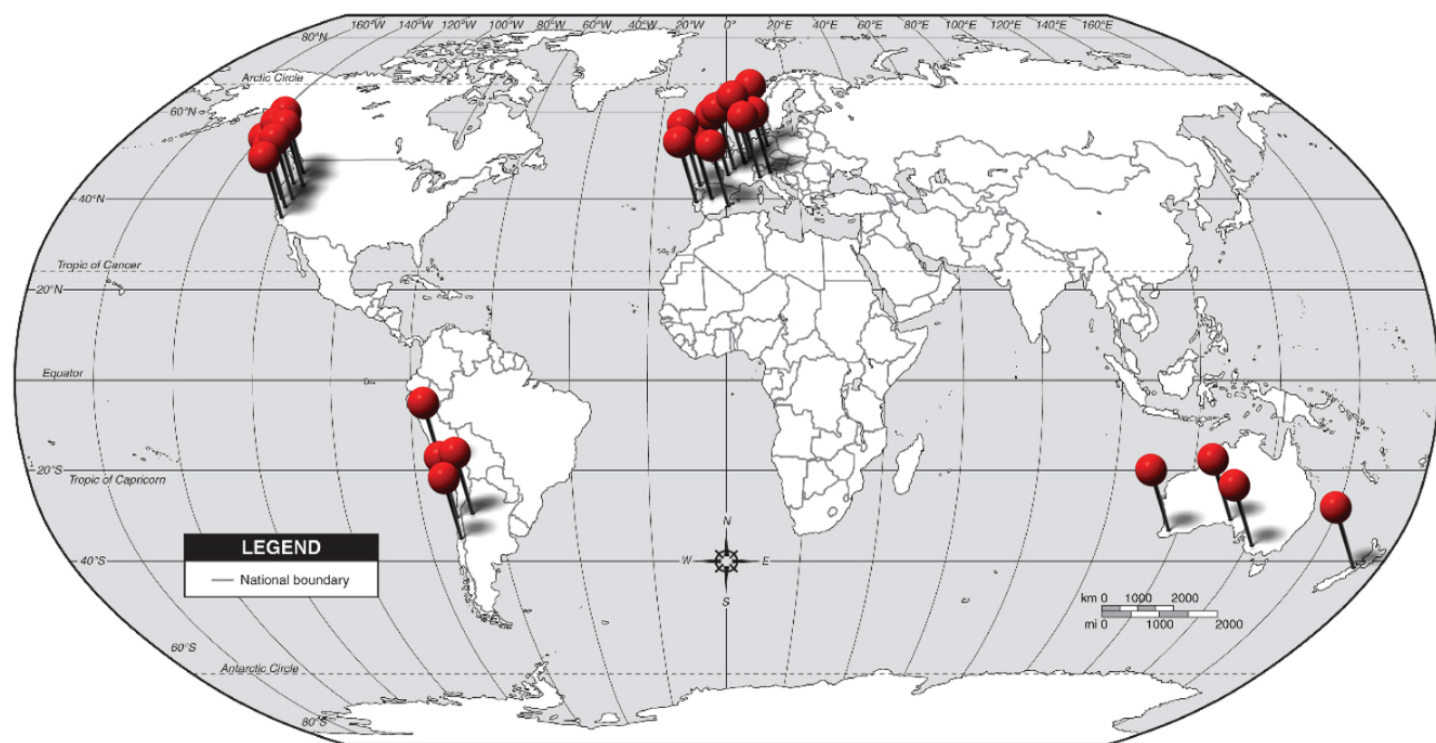 160°W 140°W 120°W 100°W 80°W 60°W 40°W 20°W 0° 20°E 40°E 60°E 80°E 100°E 120°E 140°E 160°E
80°N
Arctic Circle
60°N
40°N
Tropic of Cancer
20°N
Equator
0°
20°S
Tropic of Capricorn
N
W E
S
LEGEND
National boundary
40°S
km 0 1000 2000
mi 0 1000 2000
60°S
Antarctic Circle
80°S